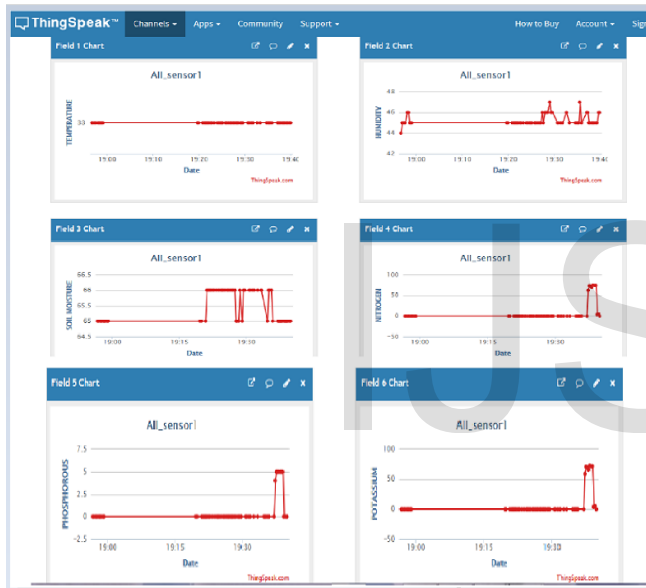 ThingSpeak™ Channels Apps Community Support How to Buy Account Sign
Field 1 Chart
All_sensor1
TEMPERATURE
33
19:00 19:10 19:20 19:30 19:40
Date
ThingSpeak.com
Field 2 Chart
All_sensor1
HUMIDITY
48
46
44
42
19:00 19:10 19:20 19:30 19:40
Date
ThingSpeak.com
Field 3 Chart
All_sensor1
SOIL MOISTURE
66.5
66
65.5
65
64.5
19:00 19:15 19:30
Date
Field 4 Chart
All_sensor1
NITROGEN
100
50
0
-50
19:00 19:15 19:30
Date
Field 5 Chart
All_sensor1
PHOSPHOROUS
7.5
5
2.5
0
-2.5
19:00 19:15 19:30
Date
ThingSpeak.com
Field 6 Chart
All_sensor1
POTASSIUM
100
50
0
-50
19:00 19:15 19:30
Date
ThingSpeak.com
IJS